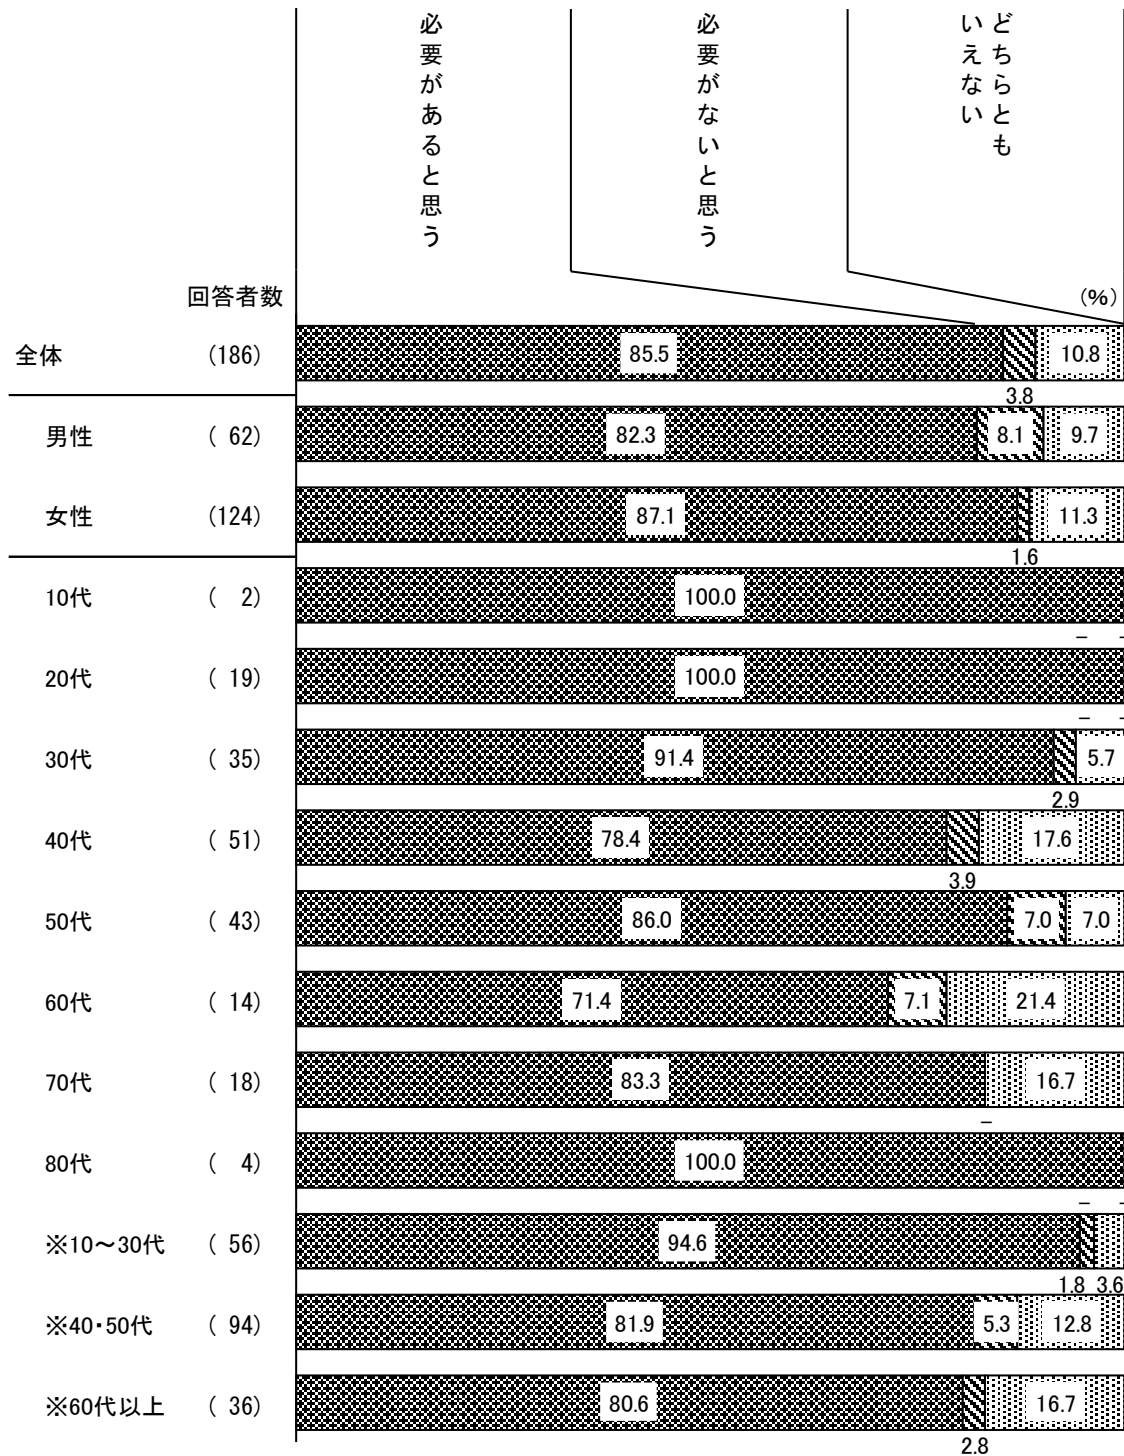 必要があると思う
必要がないと思う
どちらとも
いえない
回答者数
(%)
全体 (186) 85.5 10.8
3.8
男性 ( 62) 82.3 8.1 9.7
女性 (124) 87.1 11.3
1.6
10代 ( 2) 100.0
– –
20代 ( 19) 100.0
– –
30代 ( 35) 91.4 5.7
2.9
40代 ( 51) 78.4 17.6
3.9
50代 ( 43) 86.0 7.0 7.0
60代 ( 14) 71.4 7.1 21.4
70代 ( 18) 83.3 16.7
–
80代 ( 4) 100.0
– –
※10～30代 ( 56) 94.6
1.8 3.6
※40・50代 ( 94) 81.9 5.3 12.8
※60代以上 ( 36) 80.6 16.7
2.8